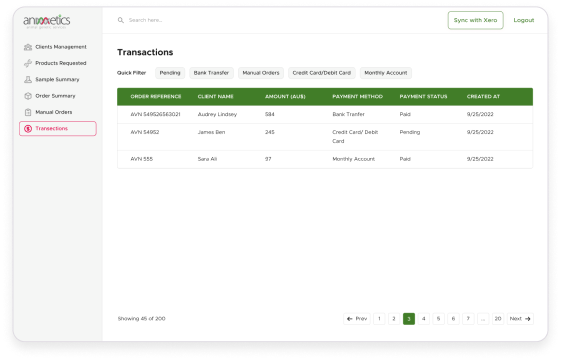 anixxetics
Search here..
Sync with Xero
Logout
Clients Management
Products Requested
Sample Summary
Order Summary
Manual Orders
Transactions
Transactions
Quick Filter Pending Bank Transfer Manual Orders Credit Card/Debit Card Monthly Account
ORDER REFERENCE CLIENT NAME AMOUNT (AU$) PAYMENT METHOD PAYMENT STATUS CREATED AT
AVN 549526563021 Audrey Lindsey 584 Bank Tranfer Paid 9/25/2022
AVN 54952 James Ben 245 Credit Card/ Debit Card Pending 9/25/2022
AVN 555 Sara Ali 97 Monthly Account Paid 9/25/2022
Showing 45 of 200
← Prev 1 2 3 4 5 6 7 ... 20 Next →